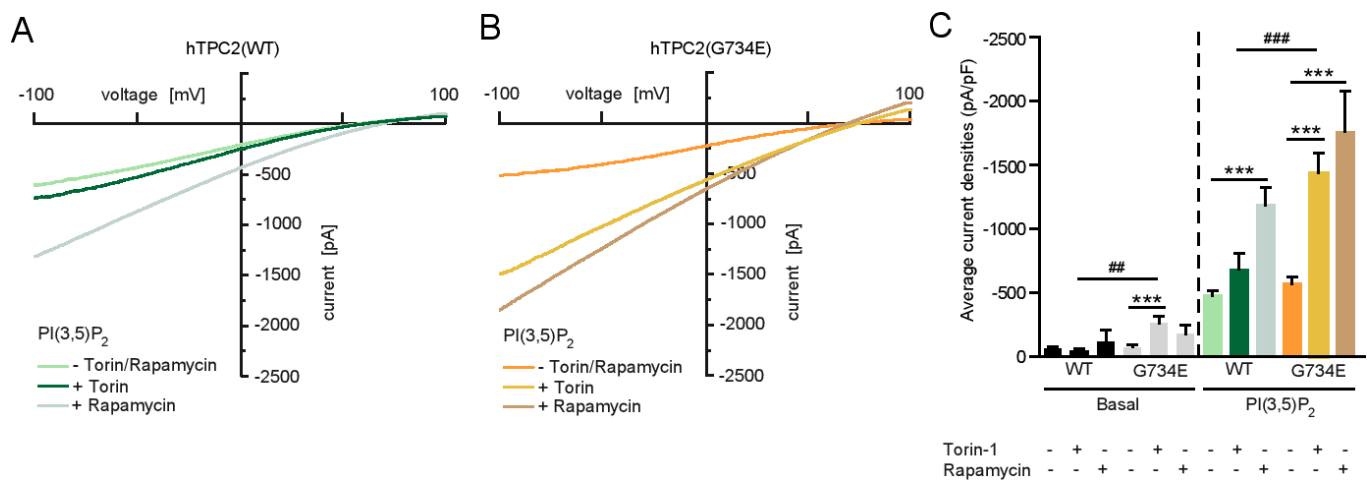 A
hTPC2(WT)
-100 voltage [mV] 100
-500
-1000
-1500
-2000
-2500
current [pA]
PI(3,5)P2
- Torin/Rapamycin
+ Torin
+ Rapamycin
B
hTPC2(G734E)
-100 voltage [mV] 100
-500
-1000
-1500
-2000
-2500
current [pA]
PI(3,5)P2
- Torin/Rapamycin
+ Torin
+ Rapamycin
C
Average current densities (pA/pF)
-2500
-2000
-1500
-1000
-500
0
##
***
***
###
***
***
WT G734E WT G734E
Basal PI(3,5)P2
Torin-1 - + - - + - - + - - + -
Rapamycin - - + - - + - - + - - +